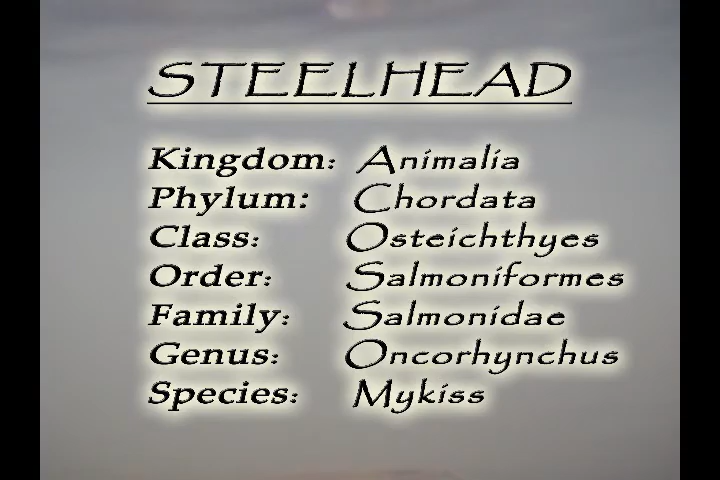 STEELHEAD
Kingdom: Animalia
Phylum: Chordata
Class: Osteichthyes
Order: Salmoniformes
Family: Salmonidae
Genus: Oncorhynchus
Species: Mykiss